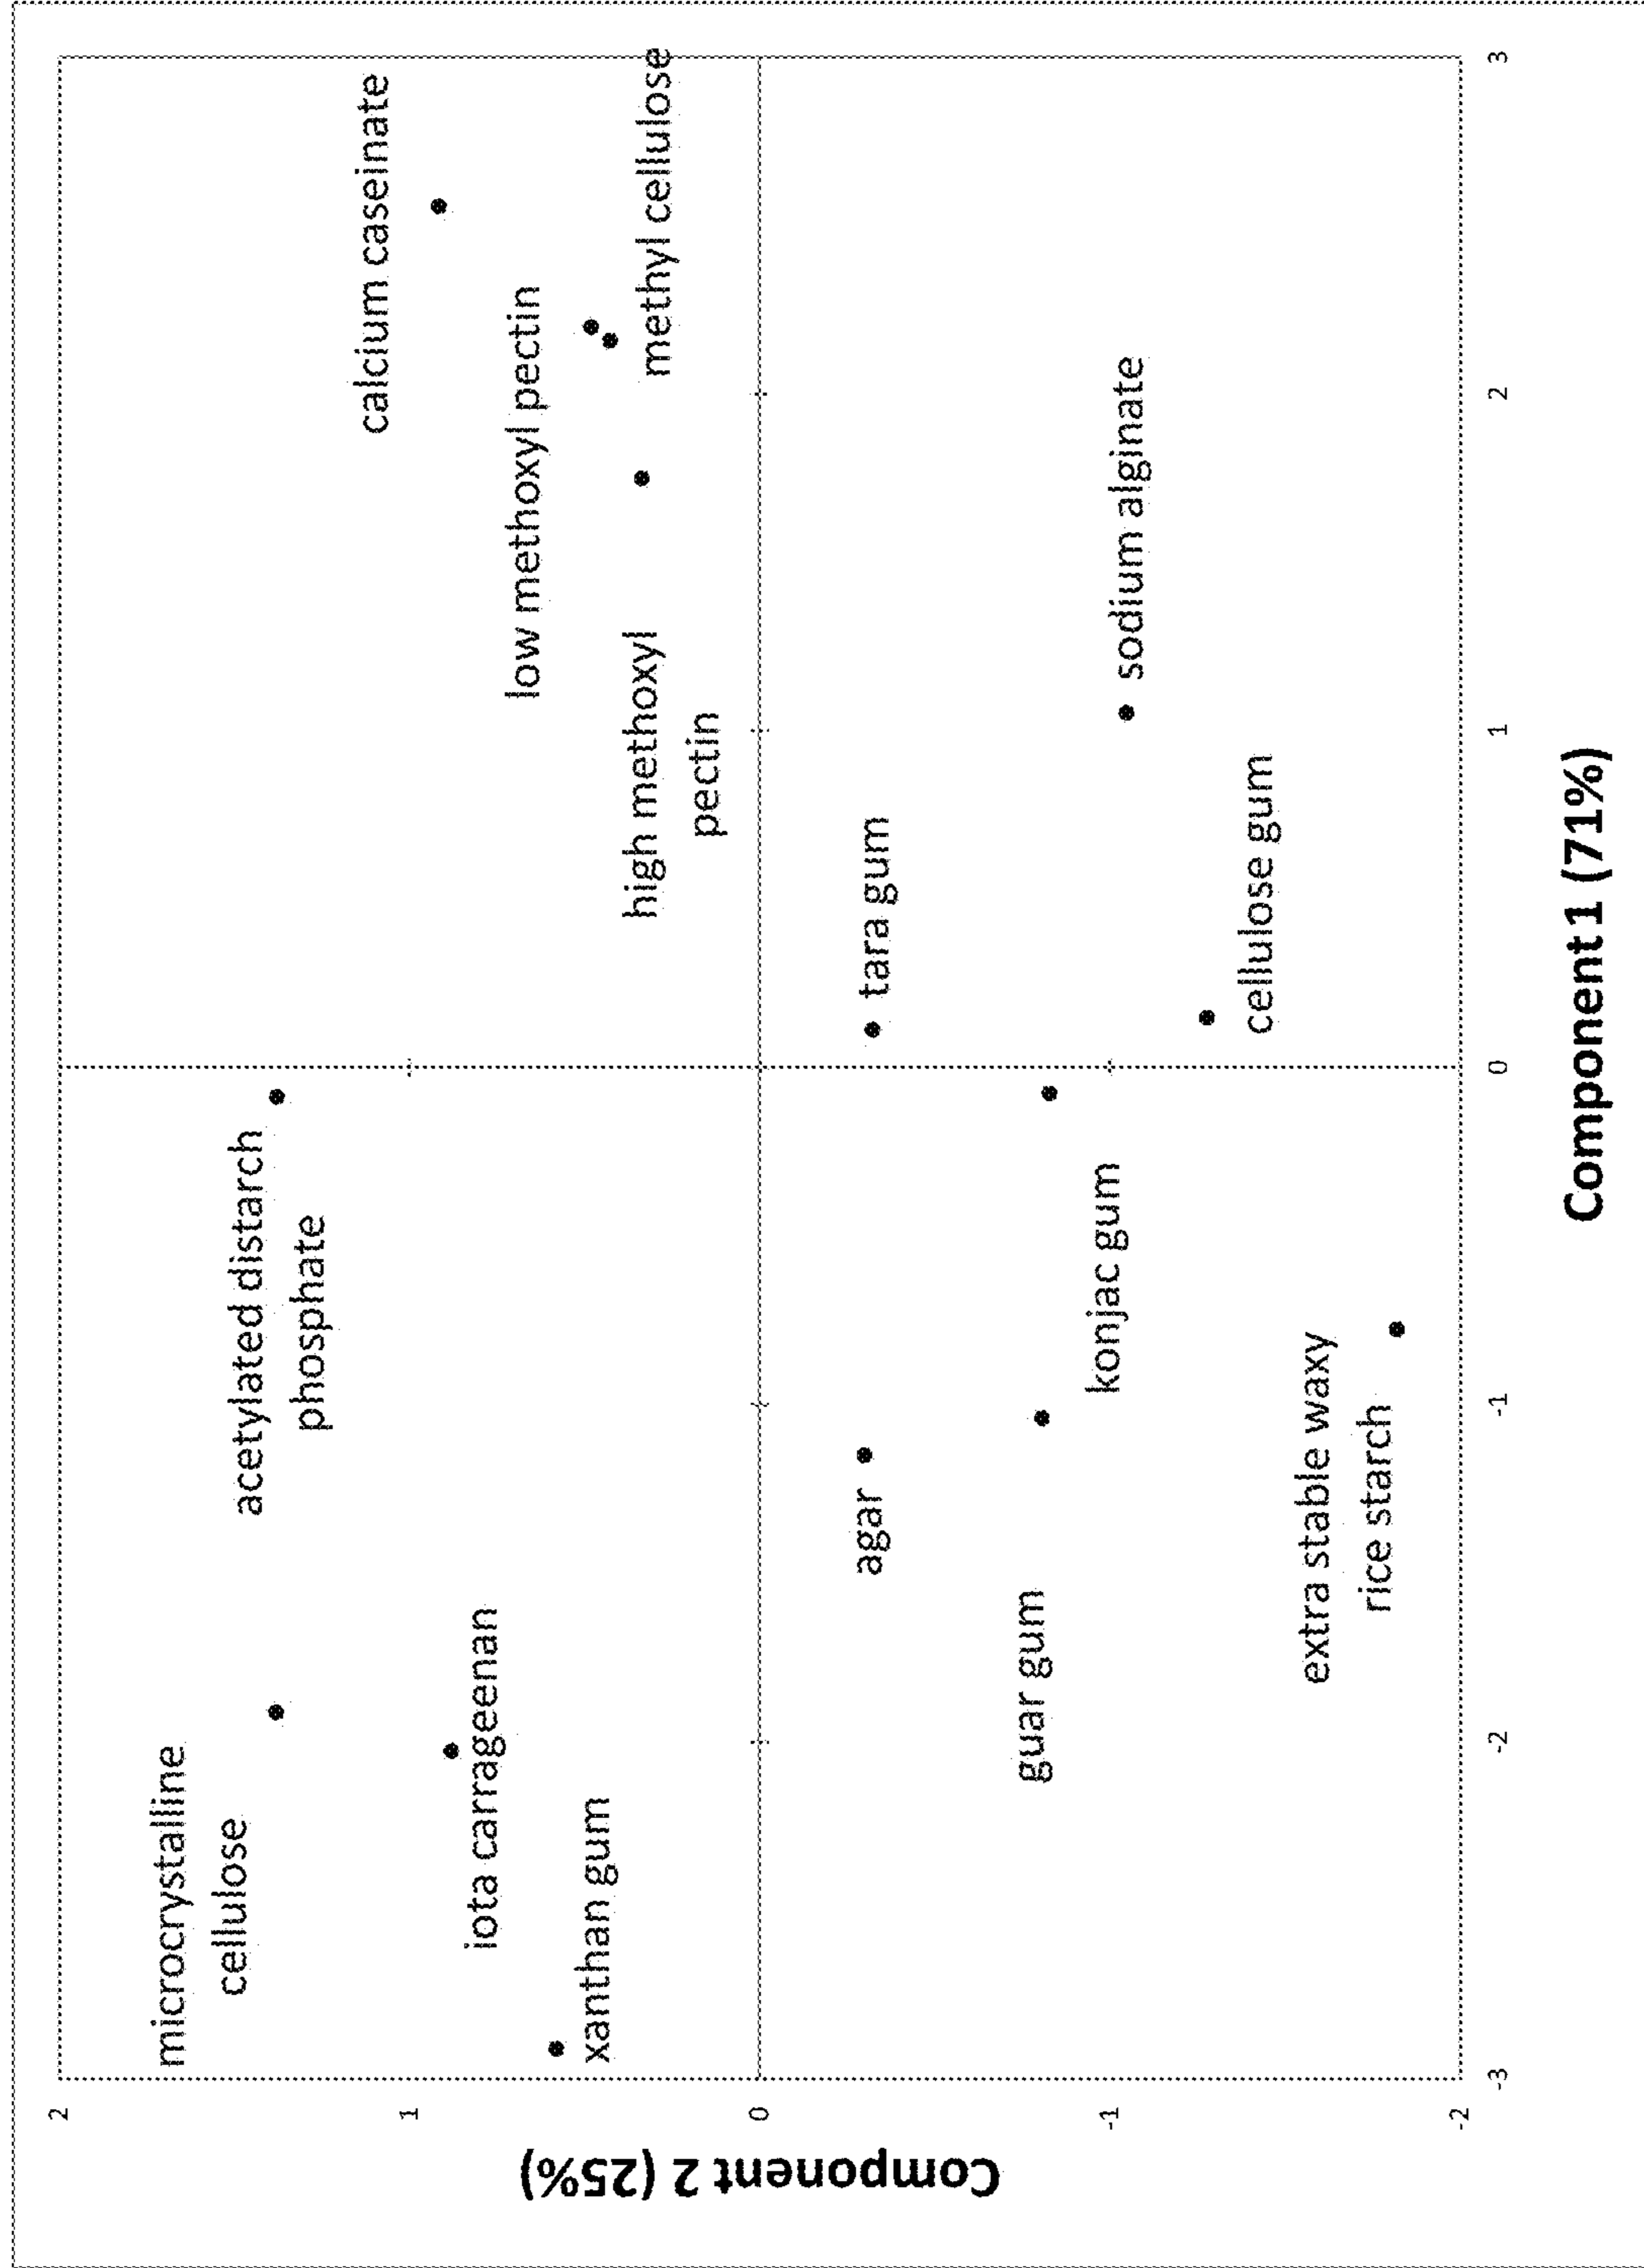 Component 2 (25%)
2
1
0
-1
-2
microcrystalline
cellulose
iota carrageenan
xanthan gum
acetylated distarch
phosphate
calcium caseinate
low methoxyl pectin
methyl cellulose
high methoxyl
pectin
agar
guar gum
konjac gum
extra stable waxy
rice starch
tara gum
sodium alginate
cellulose gum
-3
-2
-1
0
1
2
3
Component 1 (71%)